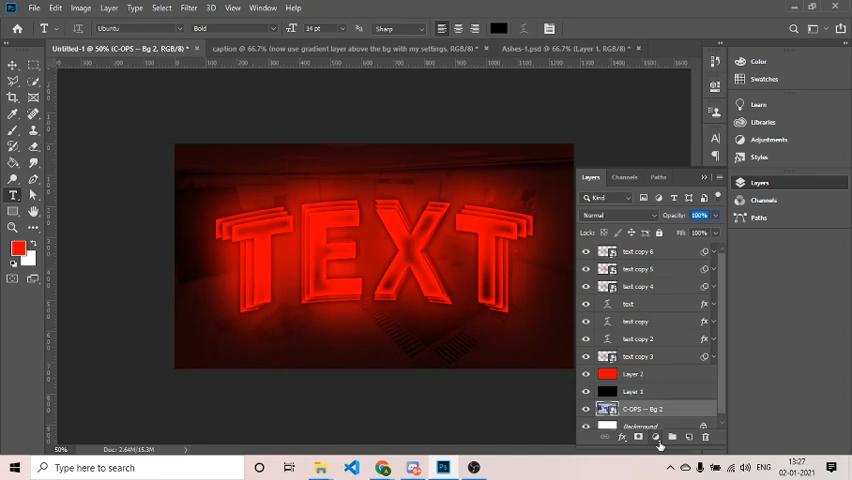 File Edit Image Layer Type Select Filter 3D View Window Help
Ubuntu Bold 14 pt Sharp 3D
Untitled-1 @ 50% (C-OPS -- Bg 2, RGB/8) * × caption @ 66.7% (now use gradient layer above the bg with my settings, RGB/8) * × Ashes-1.psd @ 66.7% (Layer 1, RGB/8*) * ×
TEXT
Layers Channels Paths
Kind
Normal Opacity: 100%
Lock: Fill: 100%
text copy 6
text copy 5
text copy 4
text
text copy
text copy 2
text copy 3
Layer 2
Layer 1
C-OPS -- Bg 2
Background
Color
Swatches
Learn
Libraries
Adjustments
Styles
Layers
Channels
Paths
50% Doc: 2.64M/15.3M
Type here to search
ENG 13:27
02-01-2021